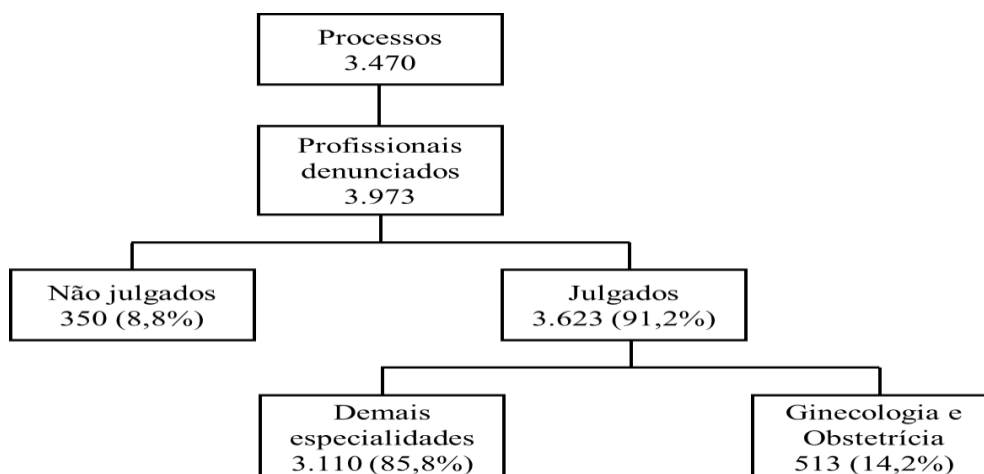 Processos
3.470
Profissionais
denunciados
3.973
Não julgados
350 (8,8%)
Julgados
3.623 (91,2%)
Demais
especialidades
3.110 (85,8%)
Ginecologia e
Obstetrícia
513 (14,2%)